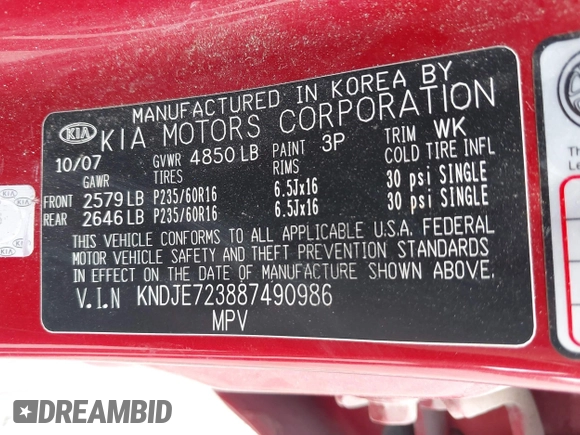 MANUFACTURED IN KOREA BY
KIA KIA MOTORS CORPORATION
10/07 GVWR 4850 LB PAINT 3P TRIM WK
GAWR TIRES RIMS COLD TIRE INFL
FRONT 2579 LB P235/60R16 6.5Jx16 30 psi SINGLE
REAR 2646 LB P235/60R16 6.5Jx16 30 psi SINGLE
THIS VEHICLE CONFORMS TO ALL APPLICABLE U.S.A. FEDERAL
MOTOR VEHICLE SAFETY AND THEFT PREVENTION STANDARDS
IN EFFECT ON THE DATE OF MANUFACTURE SHOWN ABOVE.
V.I.N KNDJE723887490986
MPV
DREAMBID